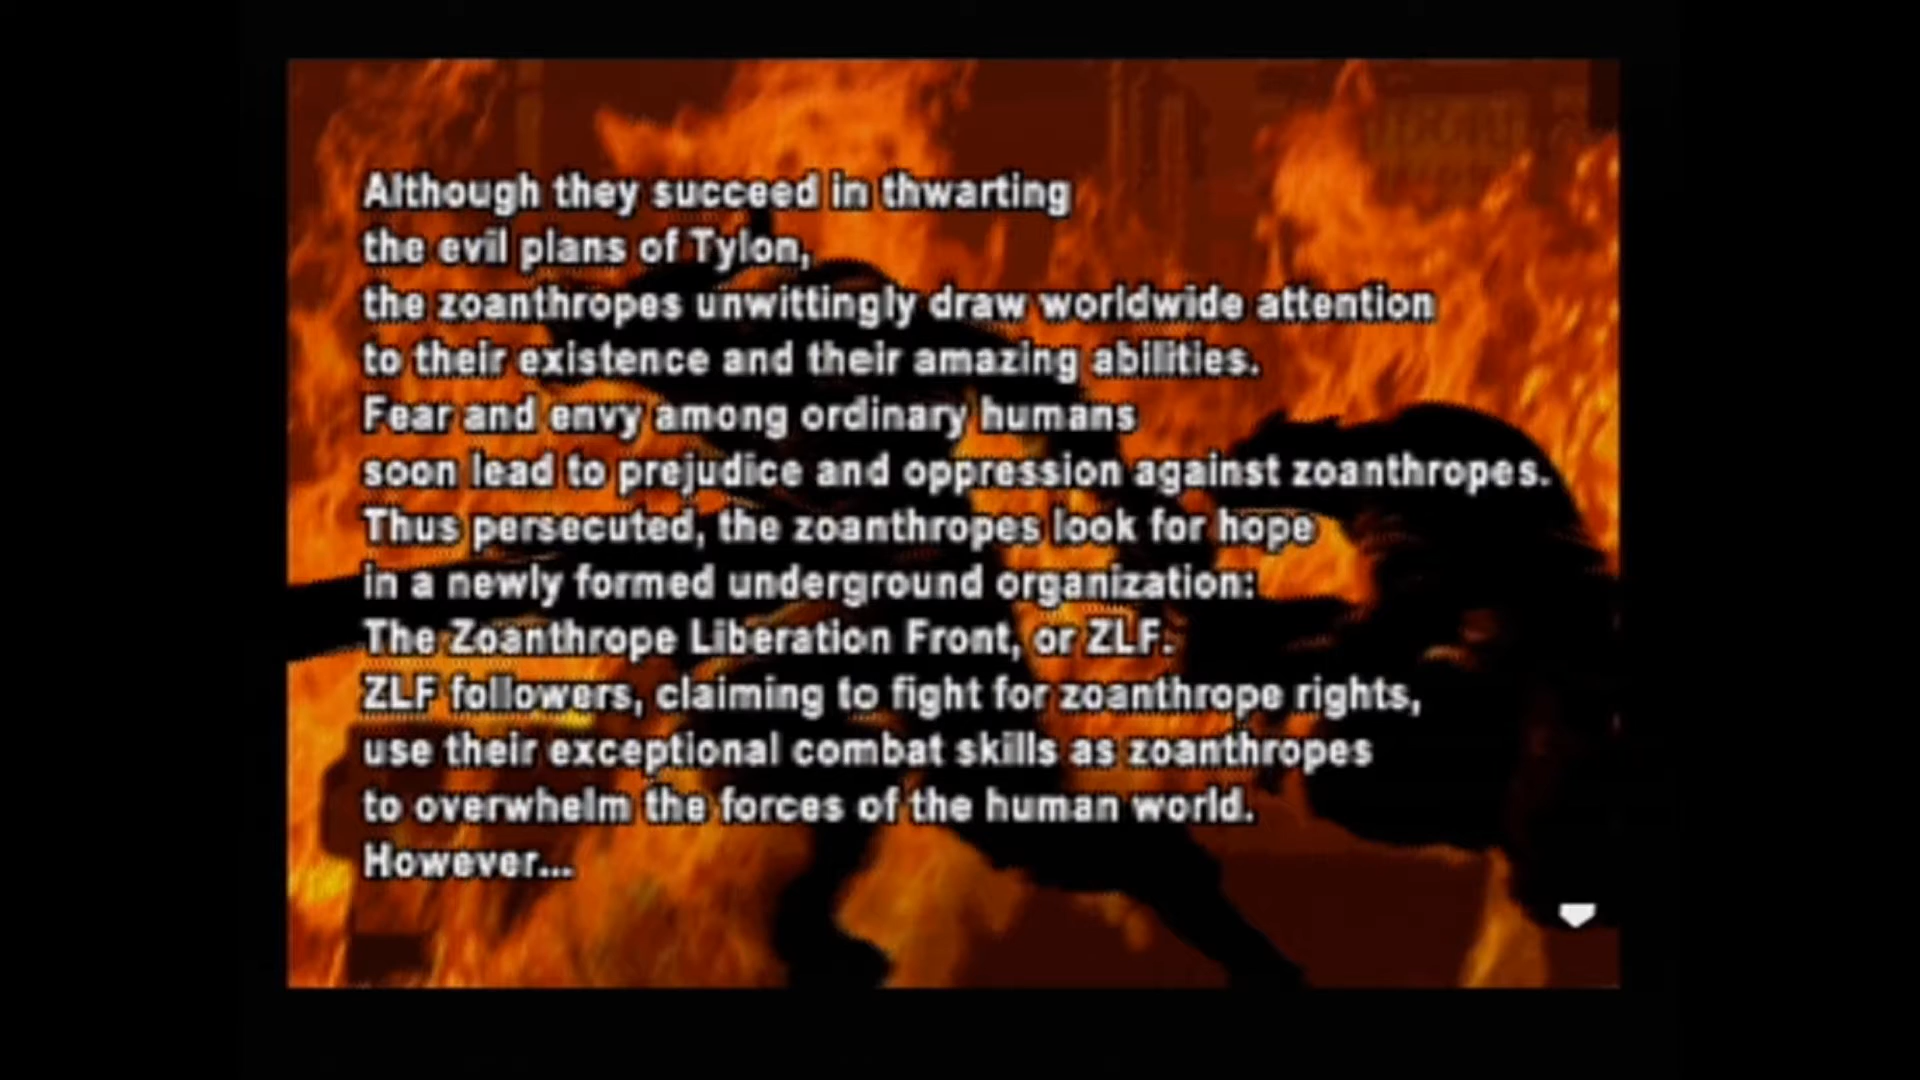 Although they succeed in thwarting
the evil plans of Tylon,
the zoanthropes unwittingly draw worldwide attention
to their existence and their amazing abilities.
Fear and envy among ordinary humans
soon lead to prejudice and oppression against zoanthropes.
Thus persecuted, the zoanthropes look for hope
in a newly formed underground organization:
The Zoanthrope Liberation Front, or ZLF.
ZLF followers, claiming to fight for zoanthrope rights,
use their exceptional combat skills as zoanthropes
to overwhelm the forces of the human world.
However...